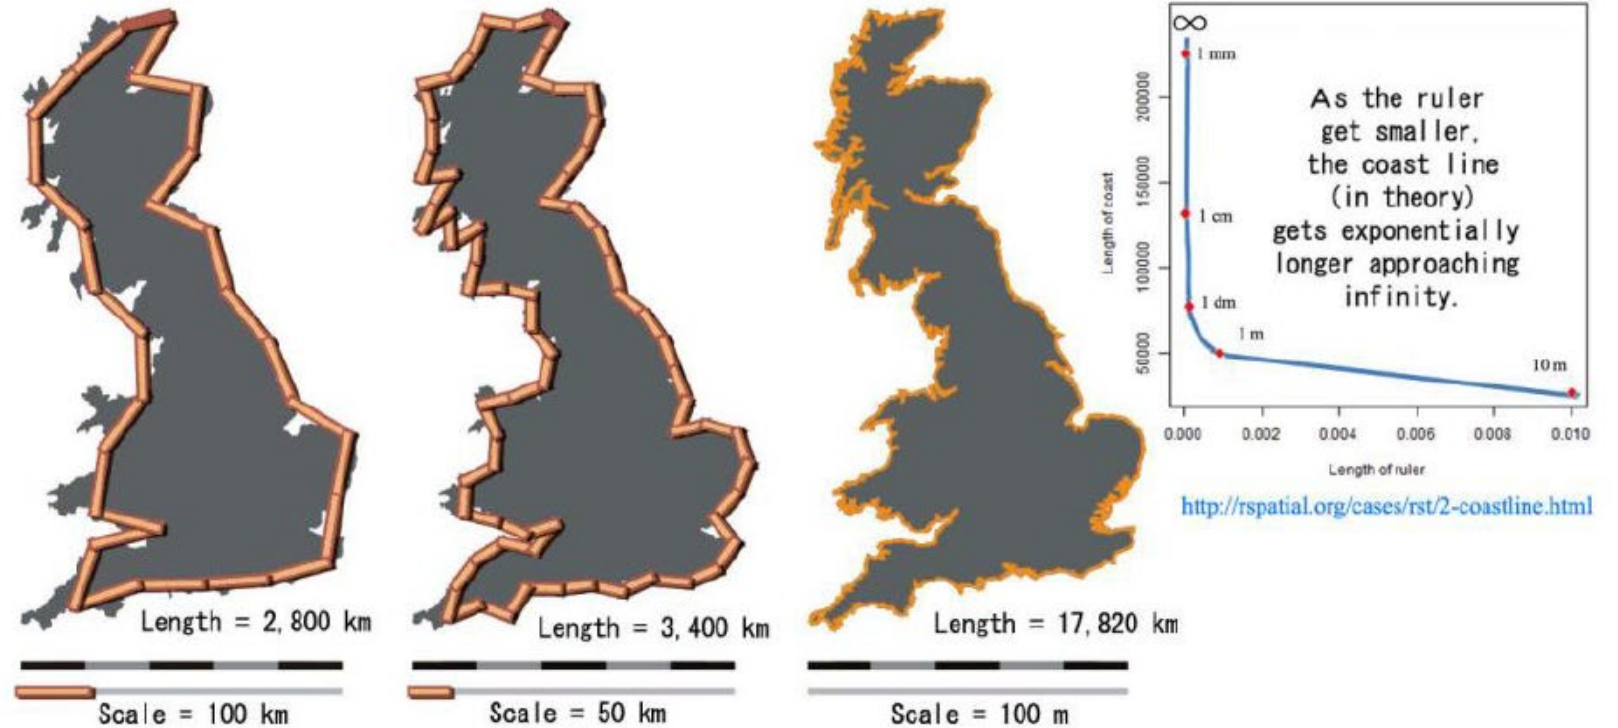 Length = 2,800 km
Scale = 100 km
Length = 3,400 km
Scale = 50 km
Length = 17,820 km
Scale = 100 m
∞
1 mm
1 cm
1 dm
1 m
10 m
As the ruler
get smaller,
the coast line
(in theory)
gets exponentially
longer approaching
infinity.
Length of coast
200000
150000
100000
50000
0.000 0.002 0.004 0.006 0.008 0.010
Length of ruler
http://rspatial.org/cases/rst/2-coastline.html